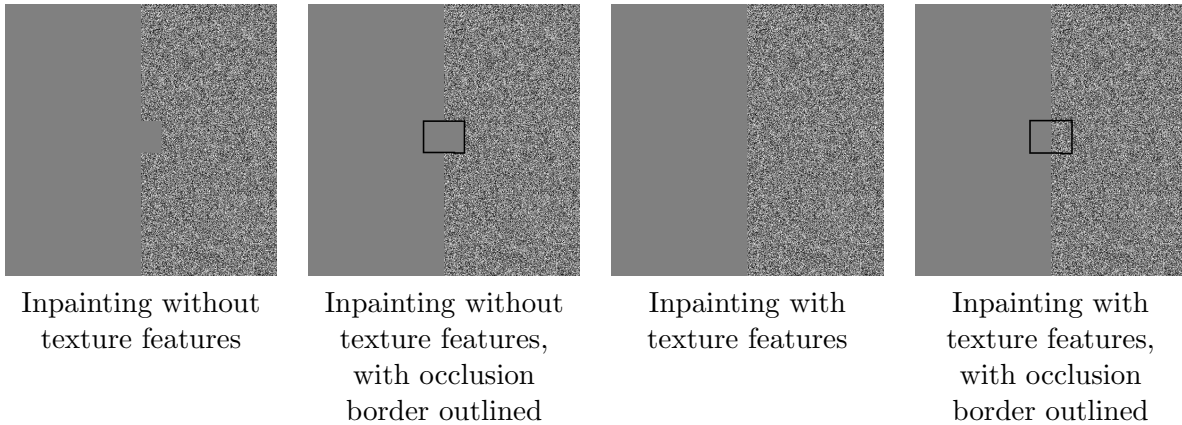 Inpainting without
texture features
Inpainting without
texture features,
with occlusion
border outlined
Inpainting with
texture features
Inpainting with
texture features,
with occlusion
border outlined